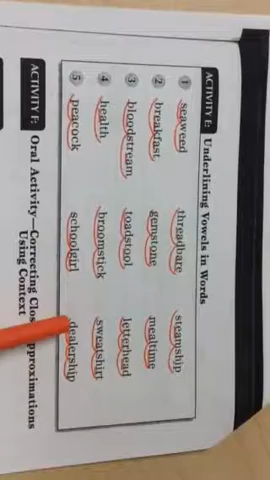 ACTIVITY E: Underlining Vowels in Words
1 seaweed threadbare steamship
2 breakfast gemstone mealtime
3 bloodstream toadstool letterhead
4 health broomstick sweatshirt
5 peacock schoolgirl dealership
ACTIVITY F: Oral Activity—Correcting Clos pproximations
Using Context